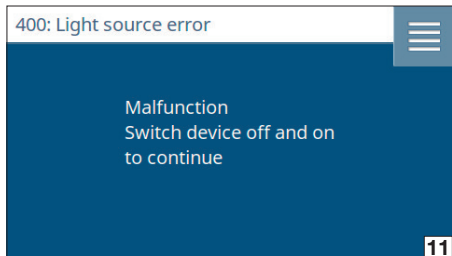 400: Light source error
Malfunction
Switch device off and on
to continue
11